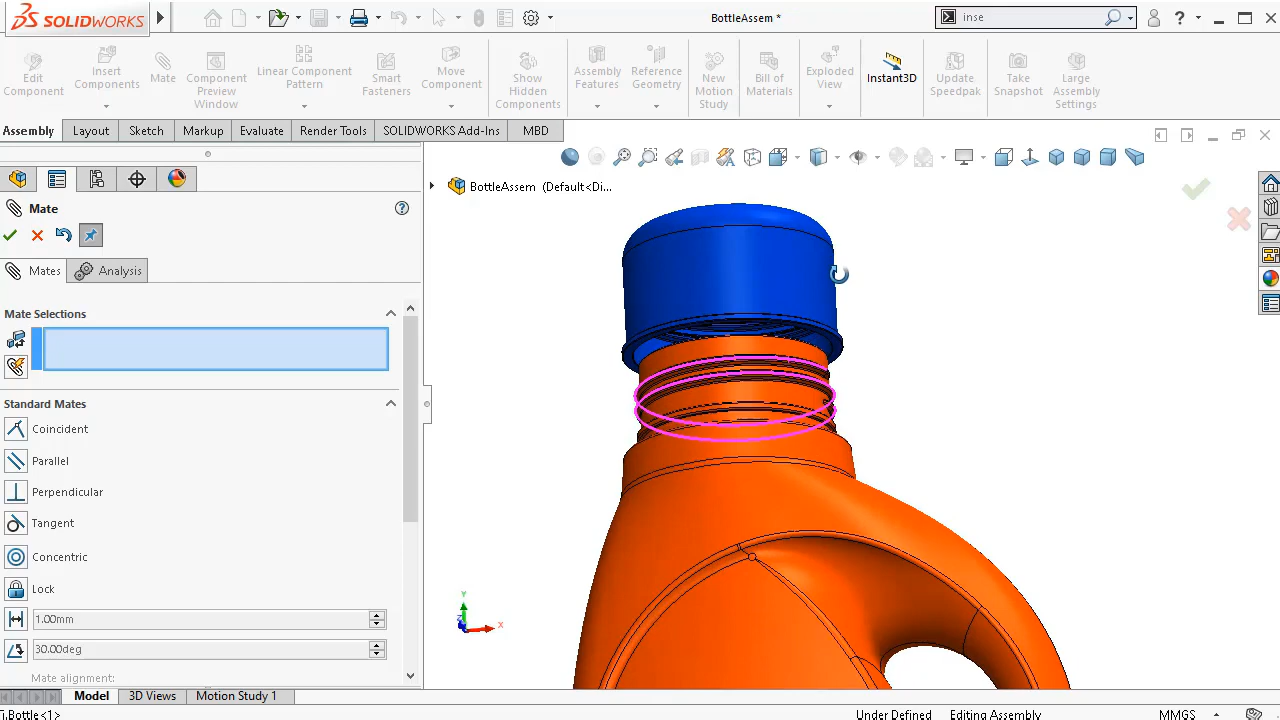 SOLIDWORKS
BottleAssem *
inse
?
Edit Component
Insert Components
Mate
Component Preview Window
Linear Component Pattern
Smart Fasteners
Move Component
Show Hidden Components
Assembly Features
Reference Geometry
New Motion Study
Bill of Materials
Exploded View
Instant3D
Update Speedpak
Take Snapshot
Large Assembly Settings
Assembly
Layout
Sketch
Markup
Evaluate
Render Tools
SOLIDWORKS Add-Ins
MBD
BottleAssem (Default<Di...
Mate
?
Mates
Analysis
Mate Selections
Standard Mates
Coincident
Parallel
Perpendicular
Tangent
Concentric
Lock
1.00mm
30.00deg
Mate alignment:
Y
Z
X
Model
3D Views
Motion Study 1
Bottle<1>
Under Defined
Editing Assembly
MMGS